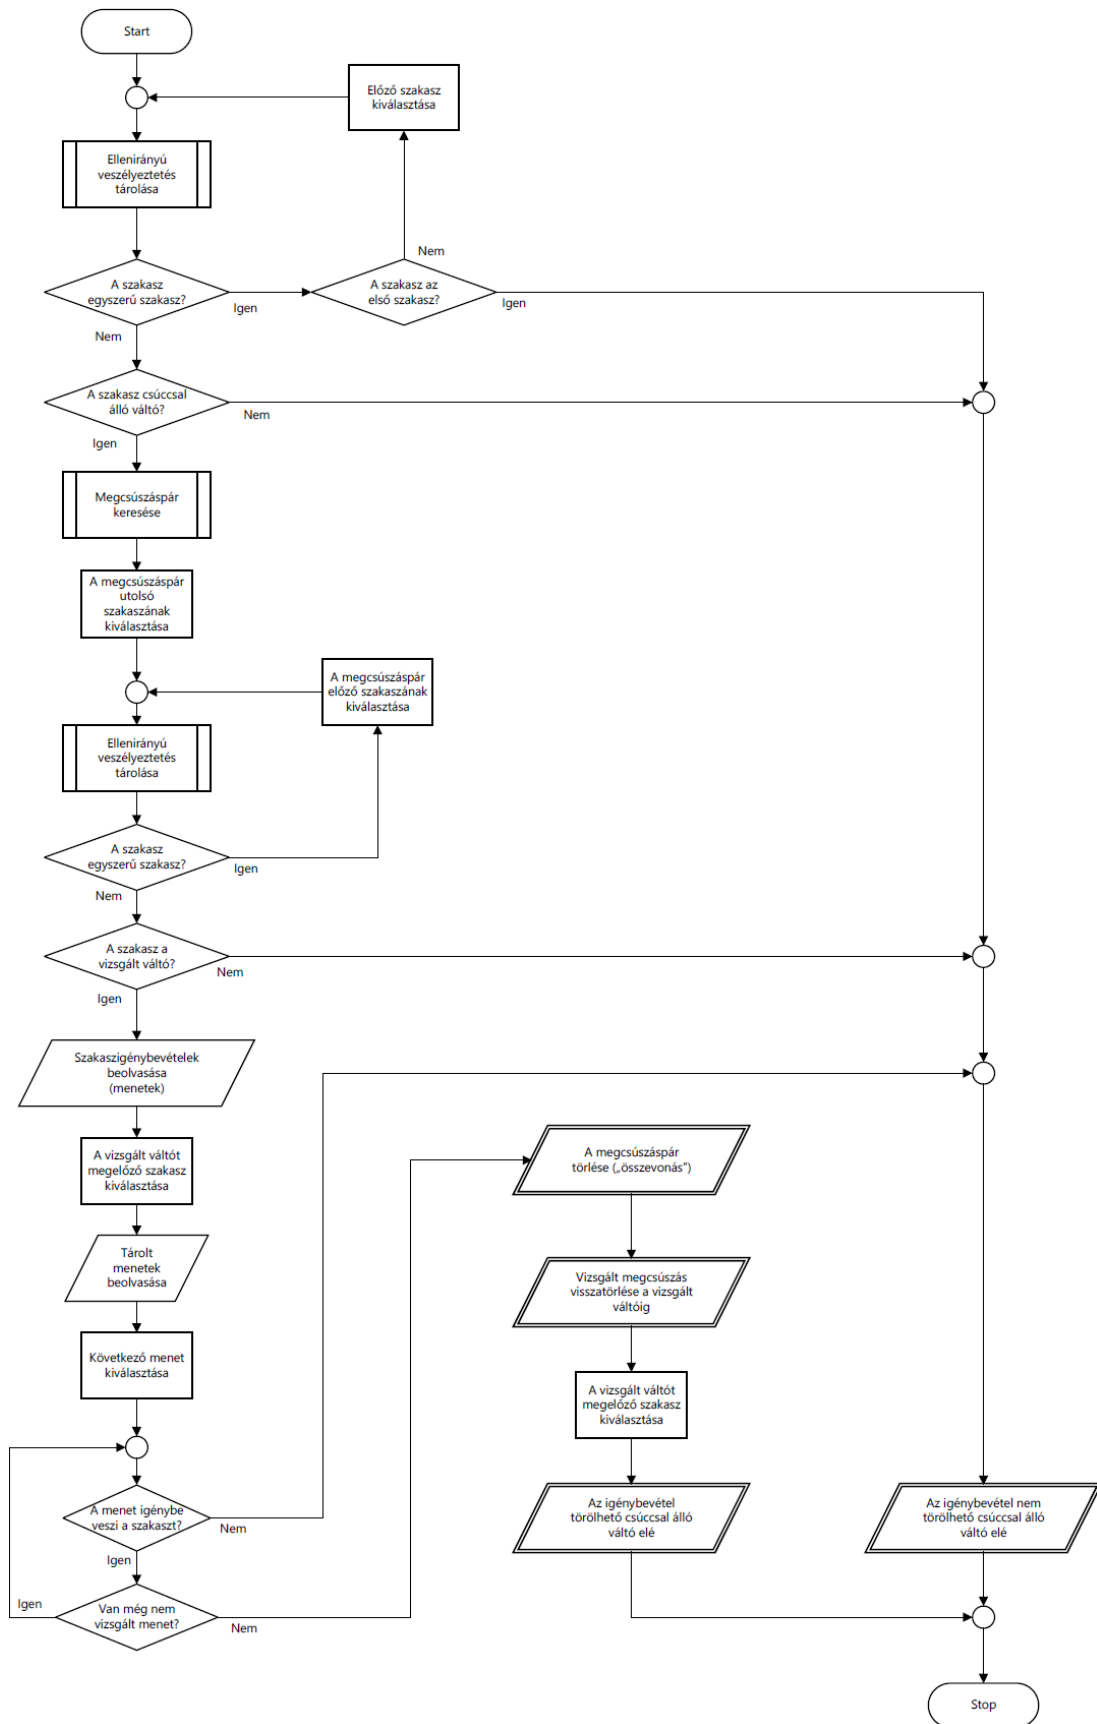 Start
Előző szakasz
kiválasztása
Ellenirányú
veszélyeztetés
tárolása
Nem
A szakasz
egyszerű szakasz?
Igen
A szakasz az
első szakasz?
Igen
Nem
A szakasz csúccsal
álló váltó?
Nem
Igen
Megcsúszáspár
keresése
A megcsúszáspár
utolsó
szakaszának
kiválasztása
A megcsúszáspár
előző szakaszának
kiválasztása
Ellenirányú
veszélyeztetés
tárolása
A szakasz
egyszerű szakasz?
Igen
Nem
A szakasz a
vizsgált váltó?
Nem
Igen
Szakaszigénybevételek
beolvasása
(menetek)
A vizsgált váltót
megelőző szakasz
kiválasztása
Tárolt
menetek
beolvasása
Következő menet
kiválasztása
A menet igénybe
veszi a szakaszt?
Nem
Igen
Van még nem
vizsgált menet?
Igen
Nem
A megcsúszáspár
törlése („összevonás”)
Vizsgált megcsúszás
visszatörlése a vizsgált
váltóig
A vizsgált váltót
megelőző szakasz
kiválasztása
Az igénybevétel
törölhető csúccsal álló
váltó elé
Az igénybevétel nem
törölhető csúccsal álló
váltó elé
Stop